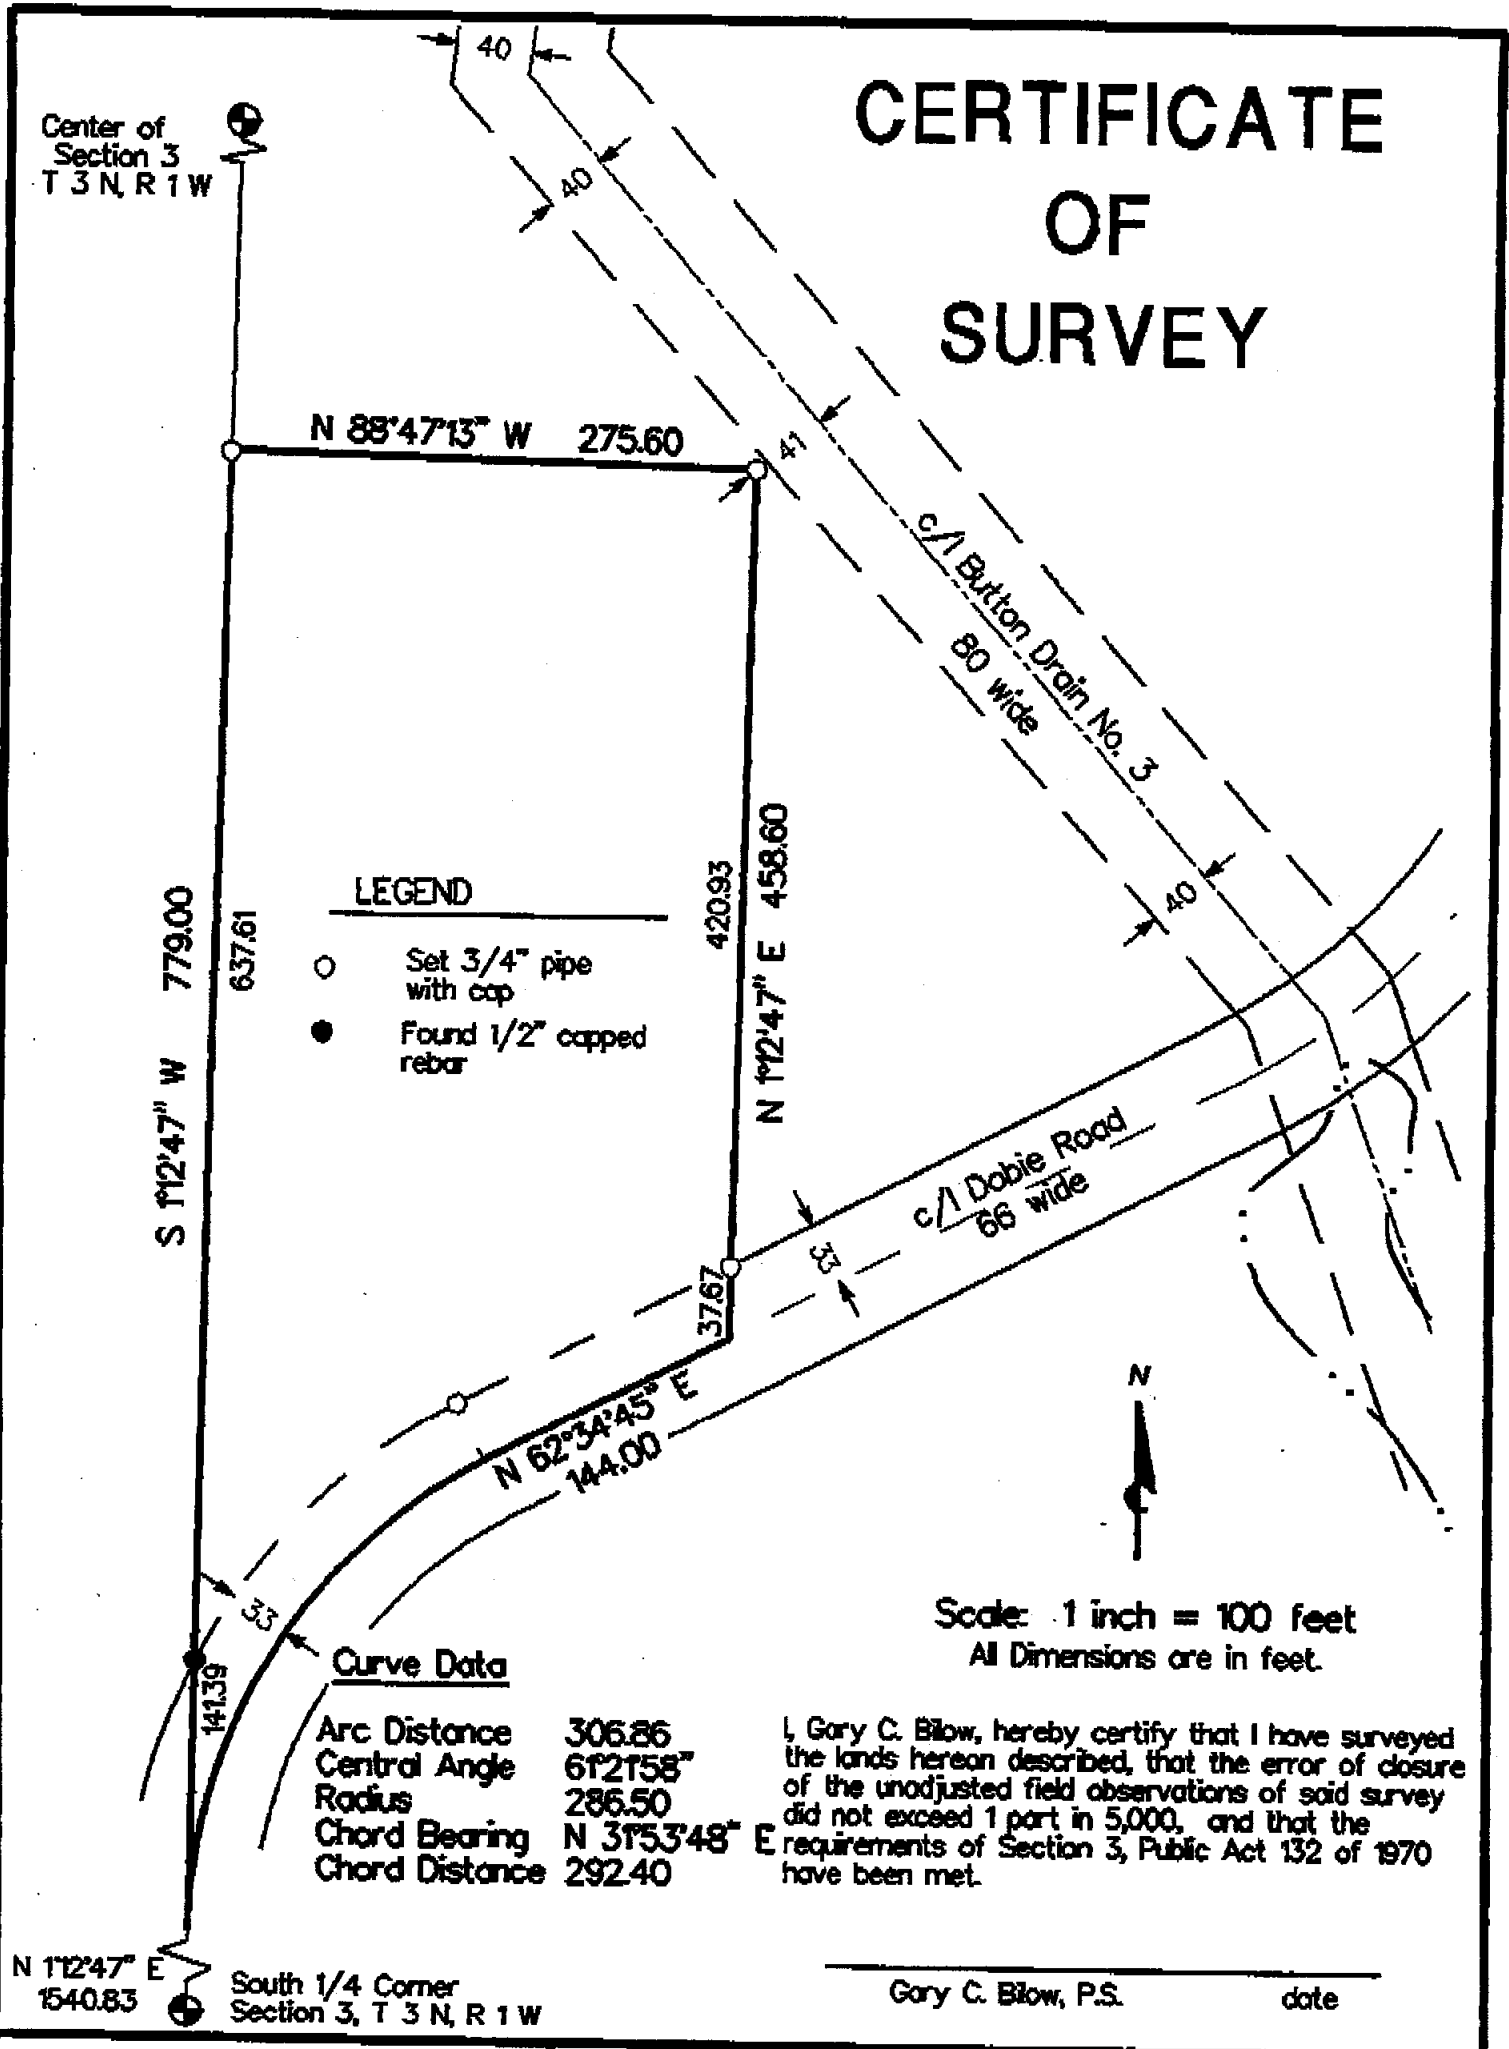 40
CERTIFICATE
OF
SURVEY
Center of
Section 3
T 3 N, R 1 W
40
N 88°47'13" W 275.60
41
c/l Button Drain No. 3
80 wide
40
S 1°12'47" W 779.00
637.61
420.93
N 1°12'47" E 458.60
LEGEND
Set 3/4" pipe
with cap
Found 1/2" capped
rebar
c/l Dobie Road
66 wide
33
37.67
N 62°34'45" E
144.00
N
33
141.39
Scale: 1 inch = 100 feet
All Dimensions are in feet.
Curve Data
Arc Distance 306.86
Central Angle 61°21'58"
Radius 286.50
Chord Bearing N 31°53'48" E
Chord Distance 292.40
I, Gary C. Bilow, hereby certify that I have surveyed
the lands hereon described, that the error of closure
of the unadjusted field observations of said survey
did not exceed 1 part in 5,000, and that the
requirements of Section 3, Public Act 132 of 1970
have been met.
N 1°12'47" E
1540.83
South 1/4 Corner
Section 3, T 3 N, R 1 W
Gary C. Bilow, P.S. date